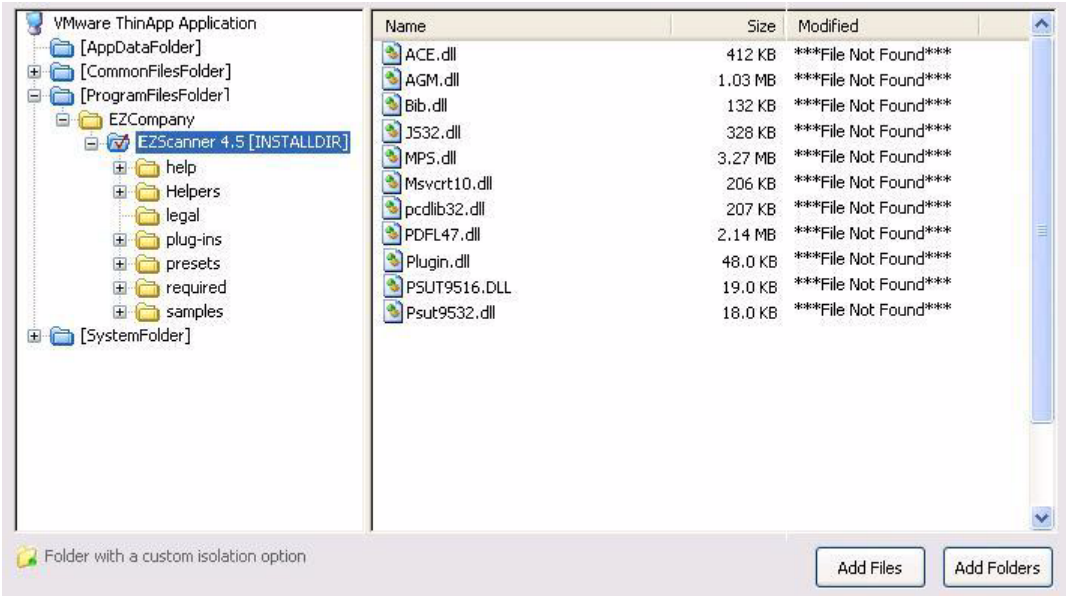 VMware ThinApp Application
[AppDataFolder]
[CommonFilesFolder]
[ProgramFilesFolder]
EZCompany
EZScanner 4.5 [INSTALLDIR]
help
Helpers
legal
plug-ins
presets
required
samples
[SystemFolder]
Name Size Modified
ACE.dll 412 KB ***File Not Found***
AGM.dll 1.03 MB ***File Not Found***
Bib.dll 132 KB ***File Not Found***
JS32.dll 328 KB ***File Not Found***
MPS.dll 3.27 MB ***File Not Found***
Msvcrt10.dll 206 KB ***File Not Found***
pcdlib32.dll 207 KB ***File Not Found***
PDFL47.dll 2.14 MB ***File Not Found***
Plugin.dll 48.0 KB ***File Not Found***
PSUT9516.DLL 19.0 KB ***File Not Found***
Psut9532.dll 18.0 KB ***File Not Found***
Folder with a custom isolation option
Add Files Add Folders